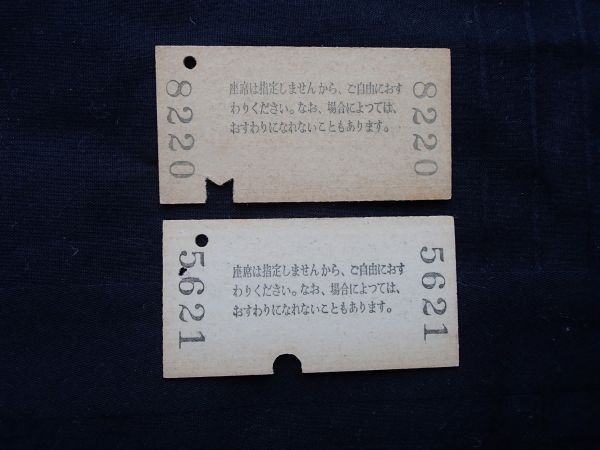 8220
座席は指定しませんから、ご自由におす
わりください。なお、場合によつては、
おすわりになれないこともあります。
8220
5621
座席は指定しませんから、ご自由におす
わりください。なお、場合によつては、
おすわりになれないこともあります。
5621